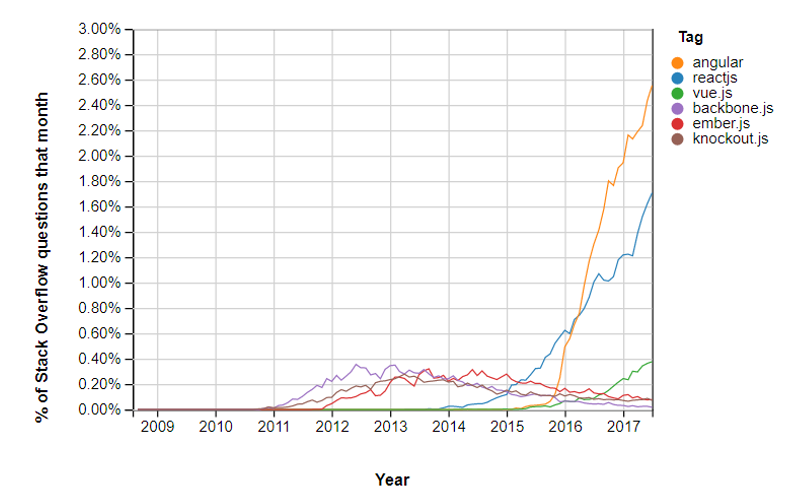 3.00%
2.80%
2.60%
2.40%
2.20%
2.00%
1.80%
1.60%
1.40%
1.20%
1.00%
0.80%
0.60%
0.40%
0.20%
0.00%
% of Stack Overflow questions that month
2009 2010 2011 2012 2013 2014 2015 2016 2017
Year
Tag
angular
reactjs
vue.js
backbone.js
ember.js
knockout.js